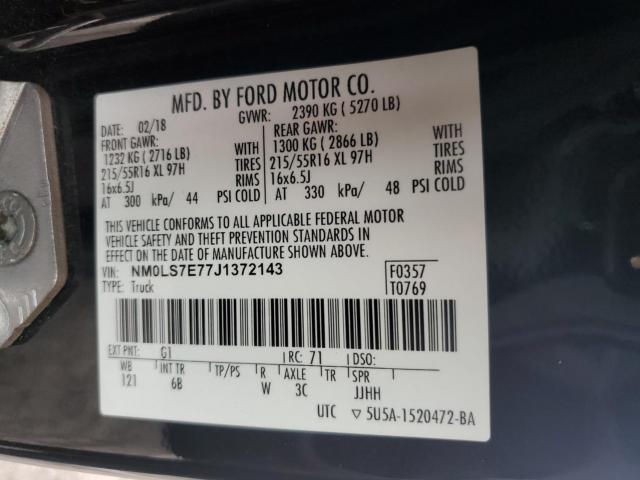 MFD. BY FORD MOTOR CO.
DATE: 02/18 GVWR: 2390 KG ( 5270 LB)
FRONT GAWR: REAR GAWR: WITH
1232 KG ( 2716 LB) 1300 KG ( 2866 LB) TIRES
215/55R16 XL 97H WITH TIRES 215/55R16 XL 97H RIMS
16x6.5J RIMS 16x6.5J
AT 300 kPa/ 44 PSI COLD AT 330 kPa/ 48 PSI COLD
THIS VEHICLE CONFORMS TO ALL APPLICABLE FEDERAL MOTOR
VEHICLE SAFETY AND THEFT PREVENTION STANDARDS IN
EFFECT ON THE DATE OF MANUFACTURE SHOWN ABOVE.
VIN: NM0LS7E77J1372143 F0357
TYPE: Truck T0769
EXT PNT: G1 RC: 71 DSO:
WB INT TR TP/PS R AXLE TR SPR
121 6B W 3C JJHH
UTC ▽ 5U5A-1520472-BA